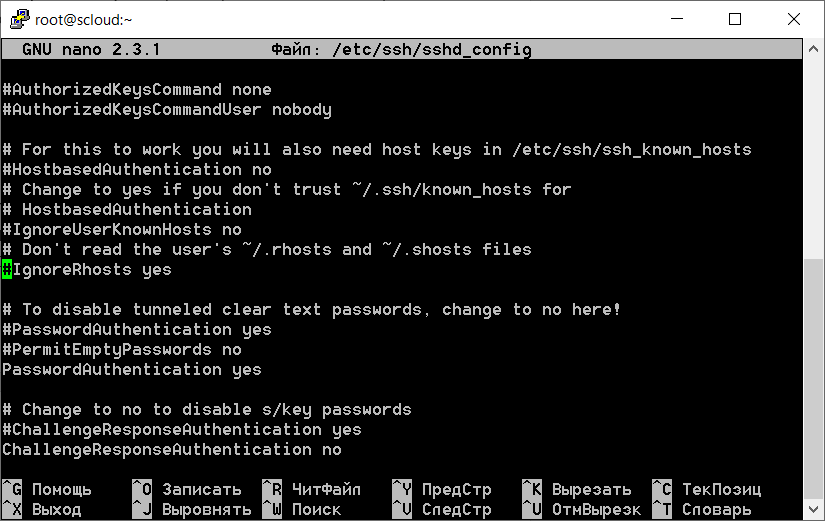 root@scloud:~
GNU nano 2.3.1 Файл: /etc/ssh/sshd_config
#AuthorizedKeysCommand none
#AuthorizedKeysCommandUser nobody
# For this to work you will also need host keys in /etc/ssh/ssh_known_hosts
#HostbasedAuthentication no
# Change to yes if you don't trust ~/.ssh/known_hosts for
# HostbasedAuthentication
#IgnoreUserKnownHosts no
# Don't read the user's ~/.rhosts and ~/.shosts files
#IgnoreRhosts yes
# To disable tunneled clear text passwords, change to no here!
#PasswordAuthentication yes
#PermitEmptyPasswords no
PasswordAuthentication yes
# Change to no to disable s/key passwords
#ChallengeResponseAuthentication yes
ChallengeResponseAuthentication no
^G Помощь ^O Записать ^R ЧитФайл ^Y ПредСтр ^K Вырезать ^C ТекПозиц
^X Выход ^J Выровнять ^W Поиск ^V СледСтр ^U ОтмВырезк ^T Словарь